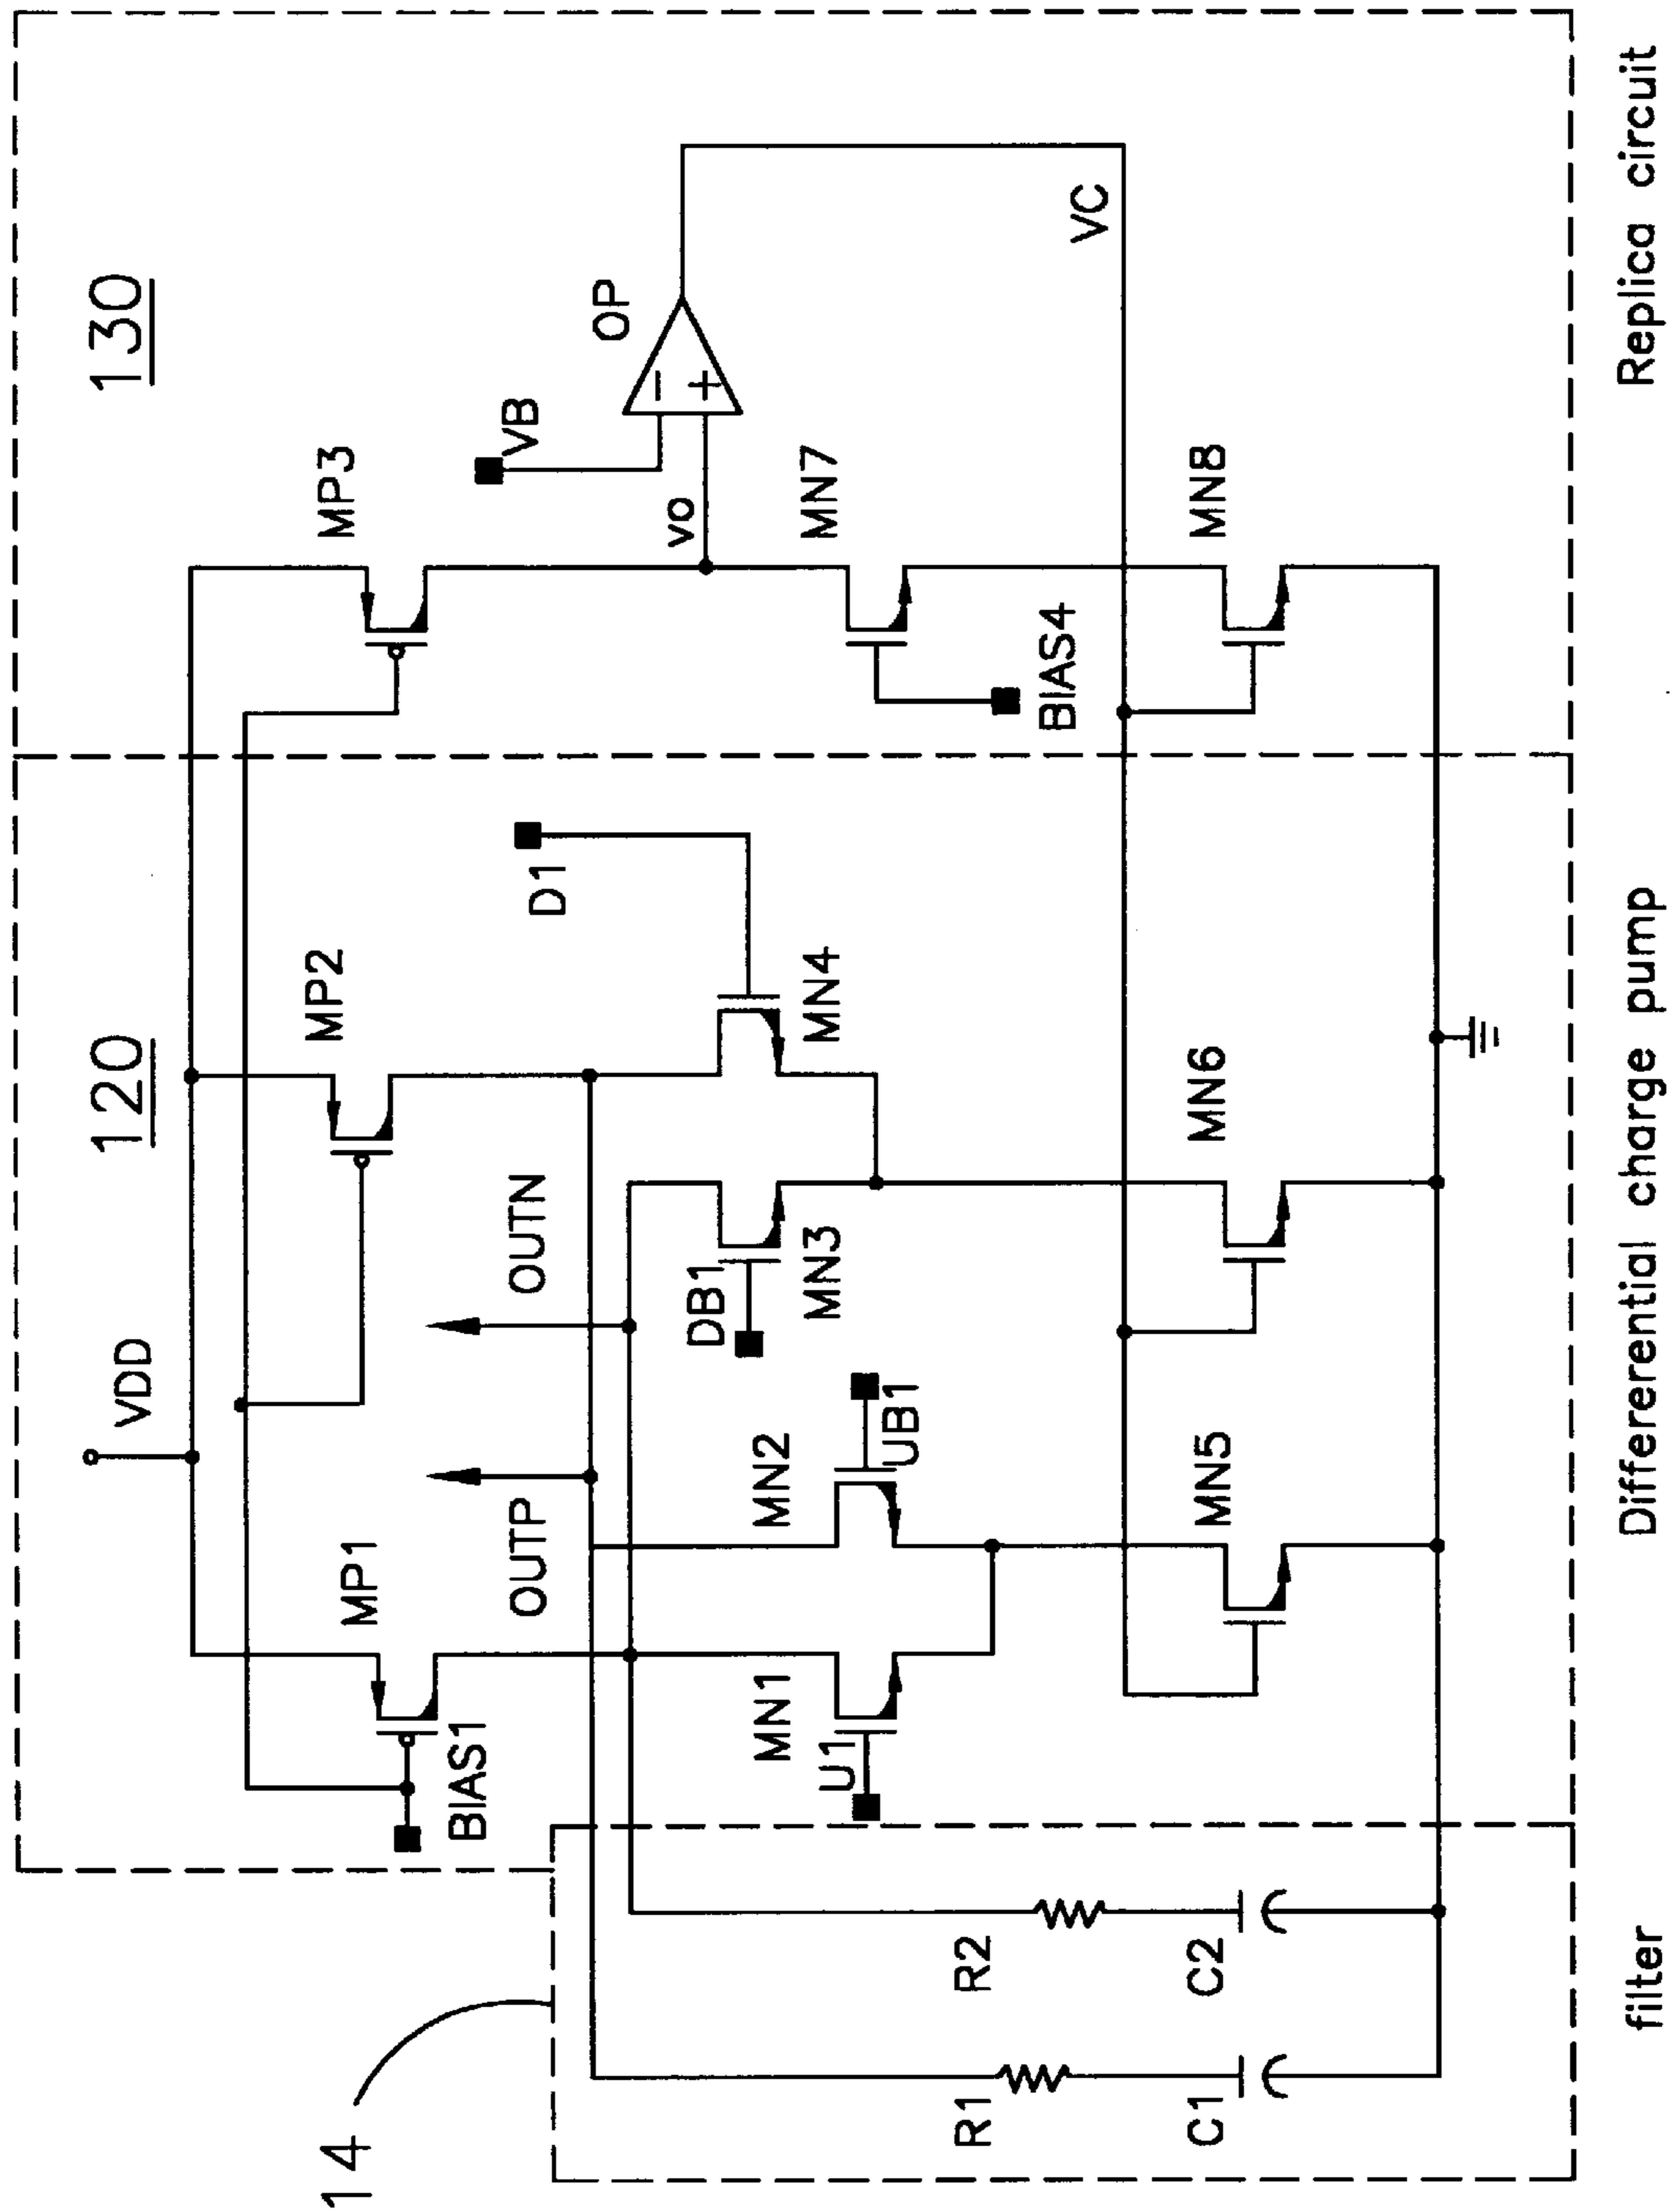 120
130
VDD
MP1
MP2
MP3
BIAS1
OUTP
OUTN
D1
VB
OP
vo
MN1
U1
MN2
UB1
DB1
MN3
MN4
MN7
BIAS4
VC
14
R1
R2
C1
C2
MN5
MN6
MN8
filter
Differential charge pump
Replica circuit